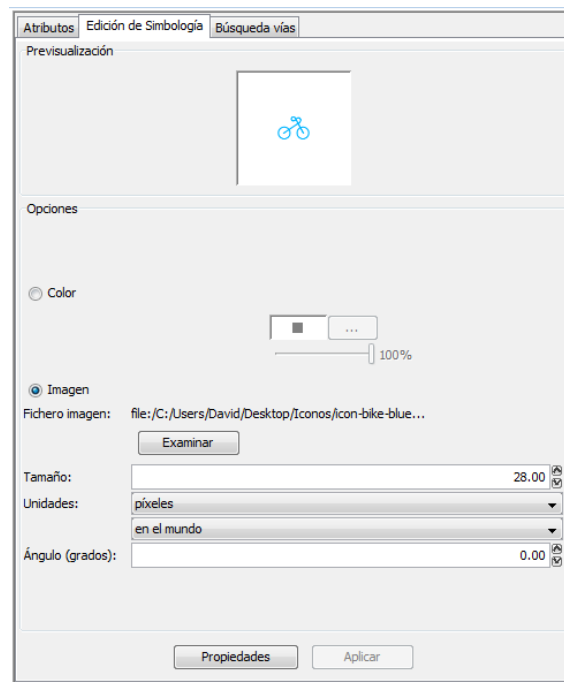 Atributos Edición de Simbología Búsqueda vías
Previsualización
Opciones
Color
...
100%
Imagen
Fichero imagen: file:/C:/Users/David/Desktop/Iconos/icon-bike-blue...
Examinar
Tamaño: 28.00
Unidades: píxeles
en el mundo
Ángulo (grados): 0.00
Propiedades Aplicar